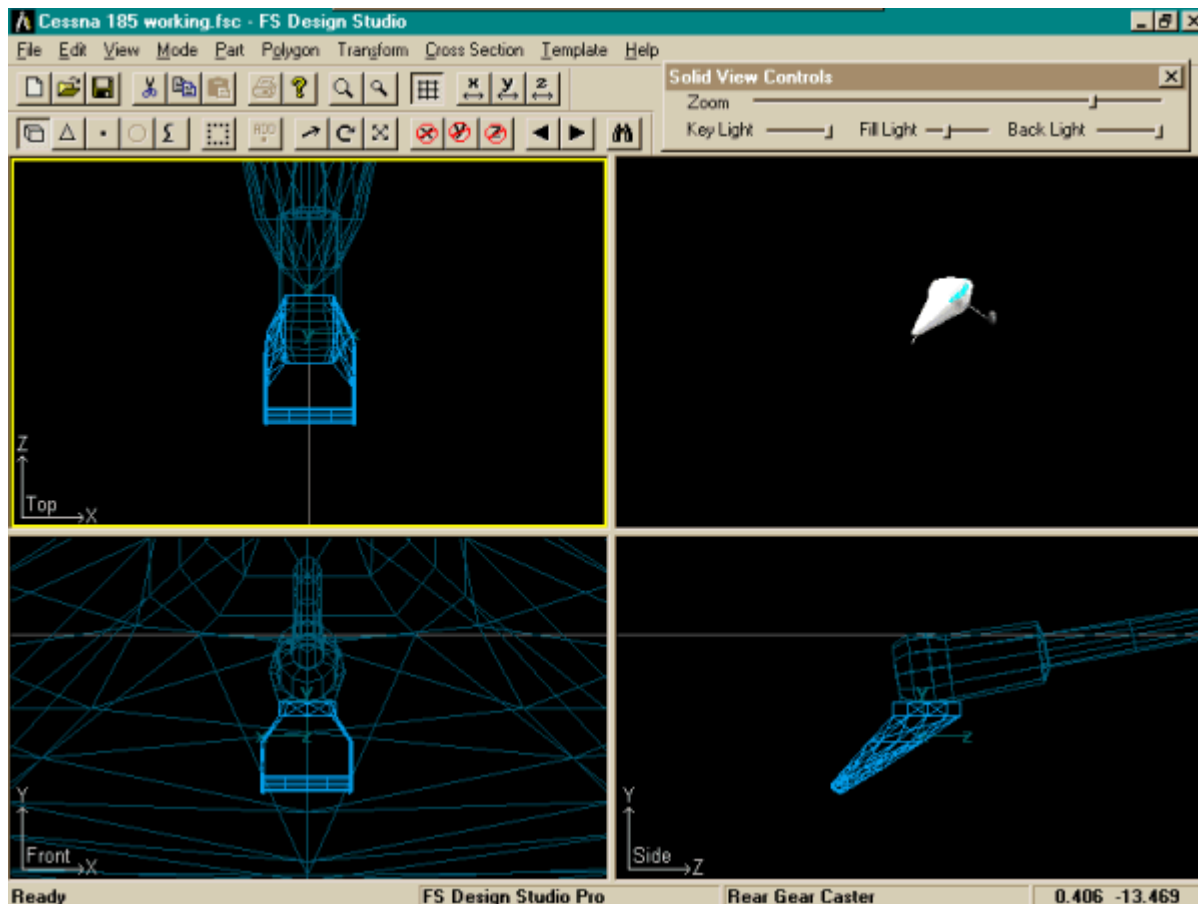 Cessna 185 working.fsc - FS Design Studio
File Edit View Mode Part Polygon Transform Cross Section Template Help
Solid View Controls
Zoom
Key Light Fill Light Back Light
x y z
ADD
x y z
Y X
Z
Top
X
Y
X Z
Y
Front
X
Y
Z
Y
Side
Z
Ready FS Design Studio Pro Rear Gear Caster 0.406 -13.469